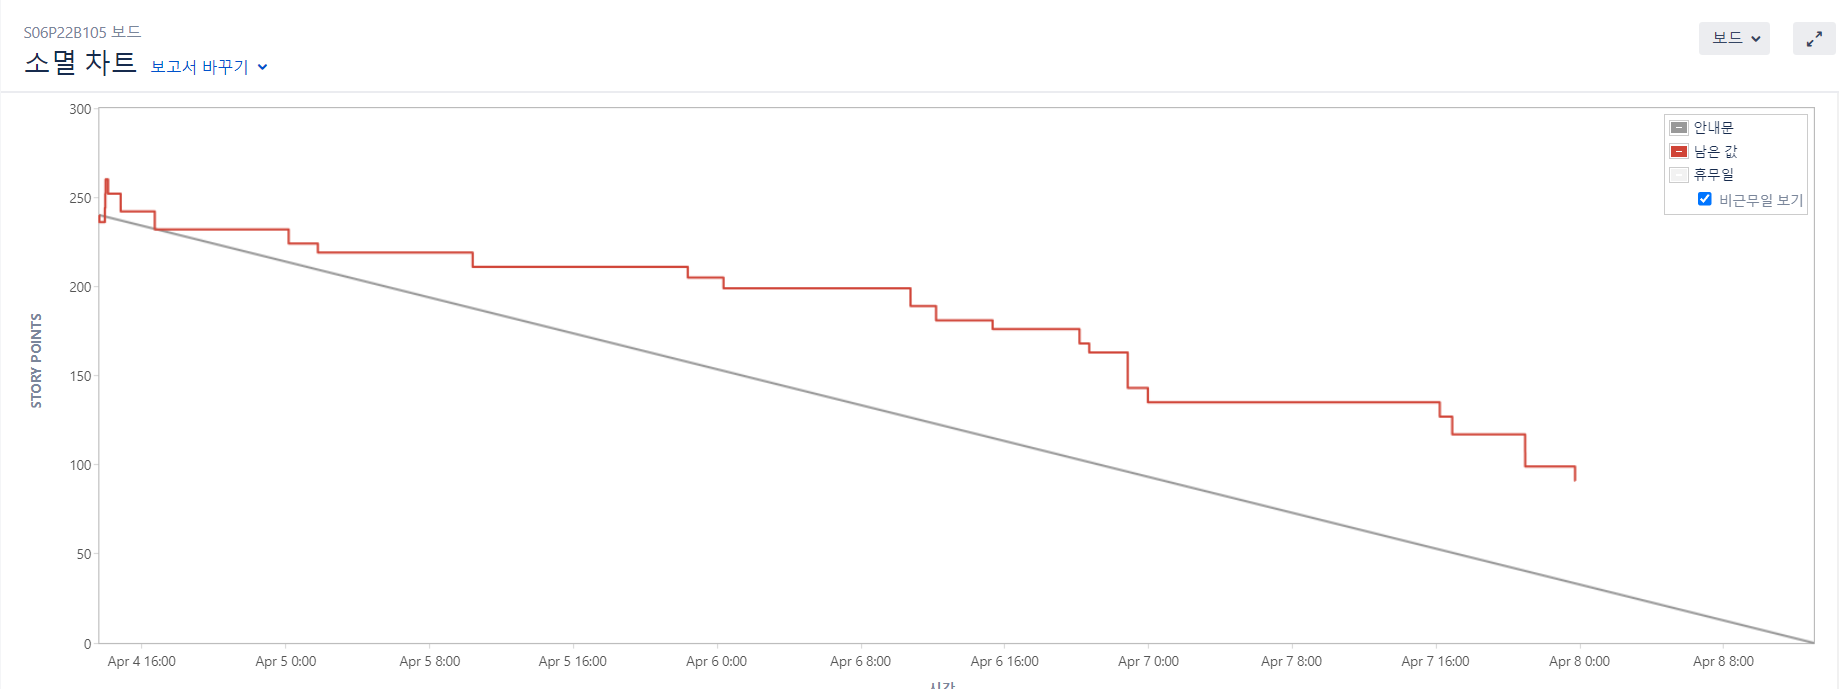 S06P22B105 보드
소멸 차트 보고서 바꾸기
보드
300
250
200
150
100
50
0
STORY POINTS
안내문
남은 값
휴무일
비근무일 보기
Apr 4 16:00
Apr 5 0:00
Apr 5 8:00
Apr 5 16:00
Apr 6 0:00
Apr 6 8:00
Apr 6 16:00
Apr 7 0:00
Apr 7 8:00
Apr 7 16:00
Apr 8 0:00
Apr 8 8:00
시간